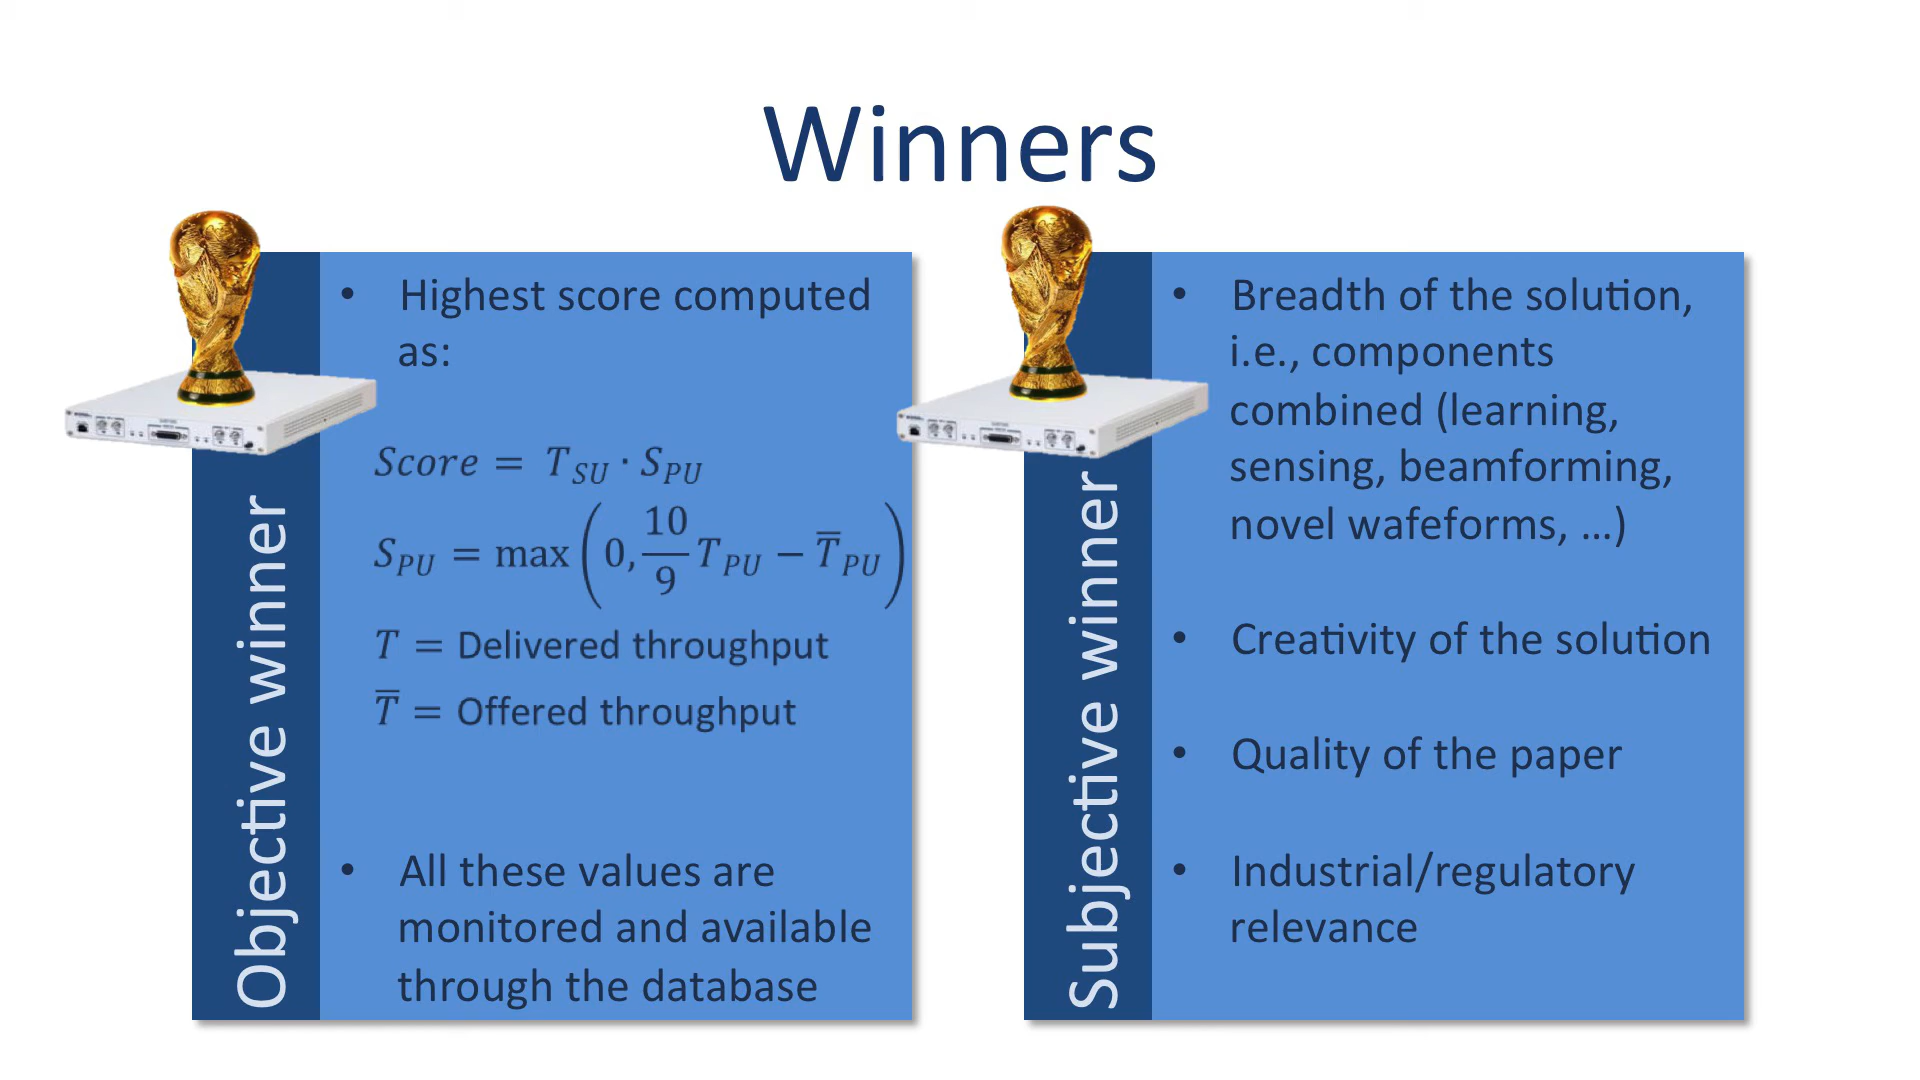 Winners
Objective winner
• Highest score computed
as:
Score = T_SU · S_PU
S_PU = max(0, 10/9 T_PU − T̿_PU)
T = Delivered throughput
T̿ = Offered throughput
• All these values are
monitored and available
through the database
Subjective winner
• Breadth of the solution,
i.e., components
combined (learning,
sensing, beamforming,
novel wafeforms, ...)
• Creativity of the solution
• Quality of the paper
• Industrial/regulatory
relevance